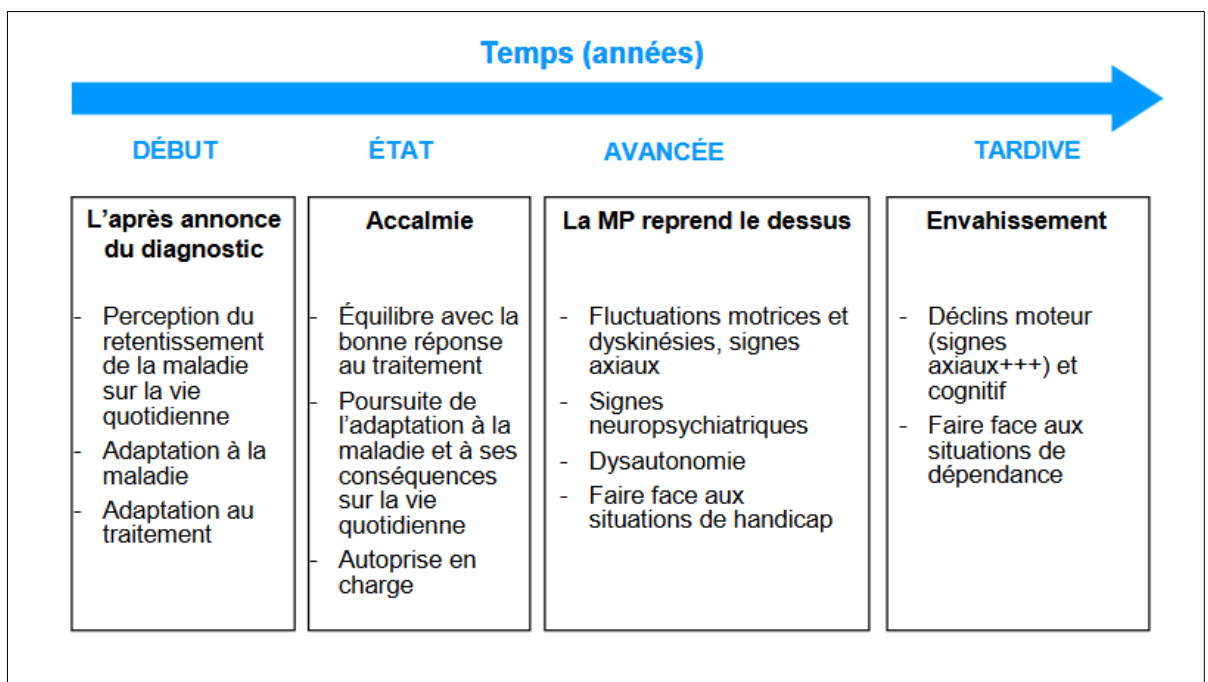 Temps (années)
DÉBUT
ÉTAT
AVANCÉE
TARDIVE
L'après annonce
du diagnostic
- Perception du
retentissement
de la maladie
sur la vie
quotidienne
- Adaptation à la
maladie
- Adaptation au
traitement
Accalmie
- Équilibre avec la
bonne réponse
au traitement
- Poursuite de
l'adaptation à la
maladie et à ses
conséquences
sur la vie
quotidienne
- Autoprise en
charge
La MP reprend le dessus
- Fluctuations motrices et
dyskinésies, signes
axiaux
- Signes
neuropsychiatriques
- Dysautonomie
- Faire face aux
situations de handicap
Envahissement
- Déclins moteur
(signes
axiaux+++) et
cognitif
- Faire face aux
situations de
dépendance